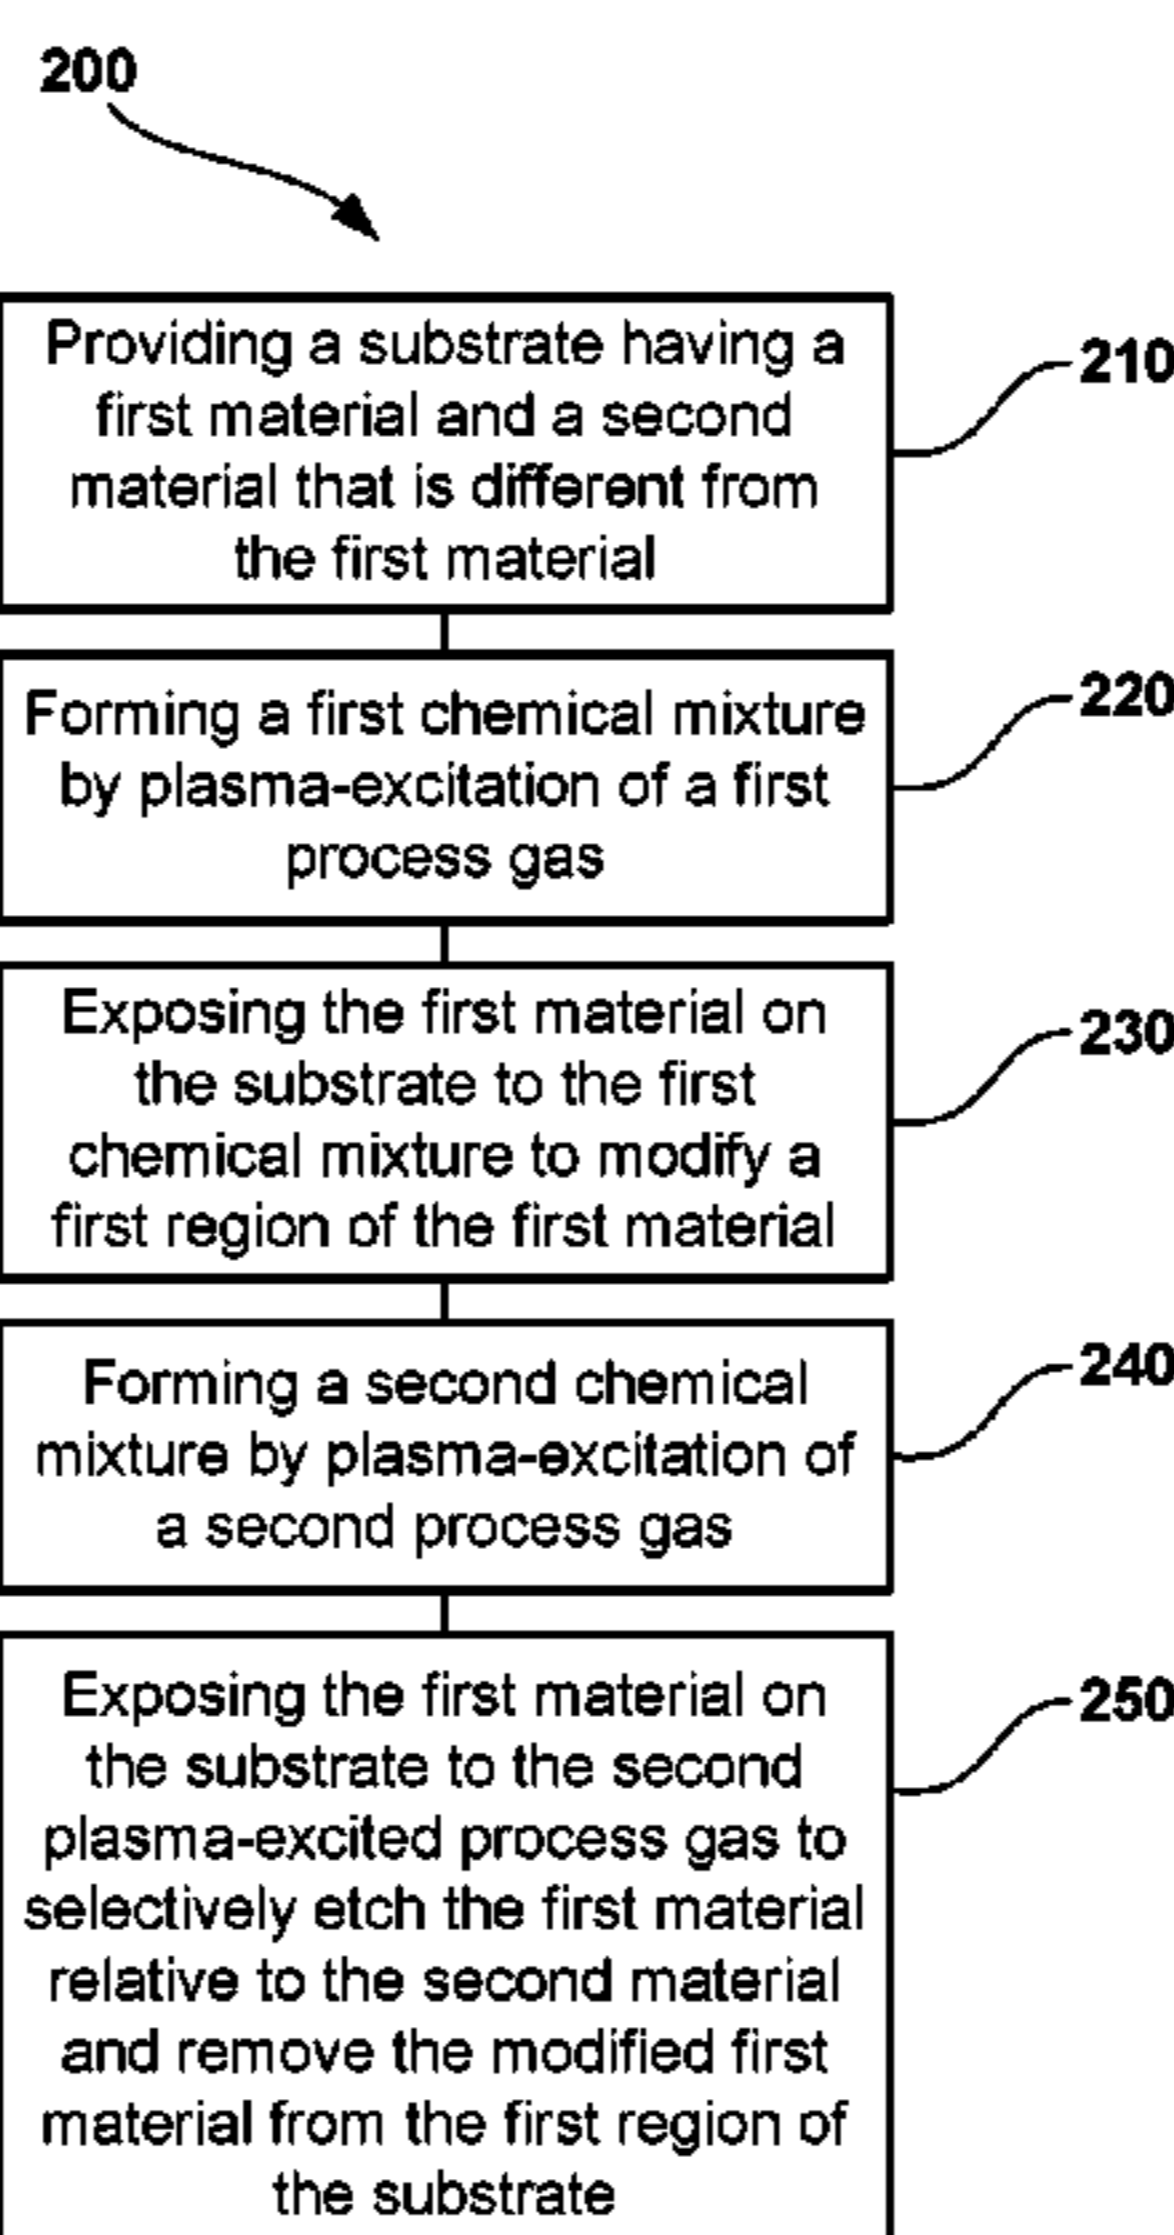 200
Providing a substrate having a
first material and a second
material that is different from
the first material
210
Forming a first chemical mixture
by plasma-excitation of a first
process gas
220
Exposing the first material on
the substrate to the first
chemical mixture to modify a
first region of the first material
230
Forming a second chemical
mixture by plasma-excitation of
a second process gas
240
Exposing the first material on
the substrate to the second
plasma-excited process gas to
selectively etch the first material
relative to the second material
and remove the modified first
material from the first region of
the substrate
250